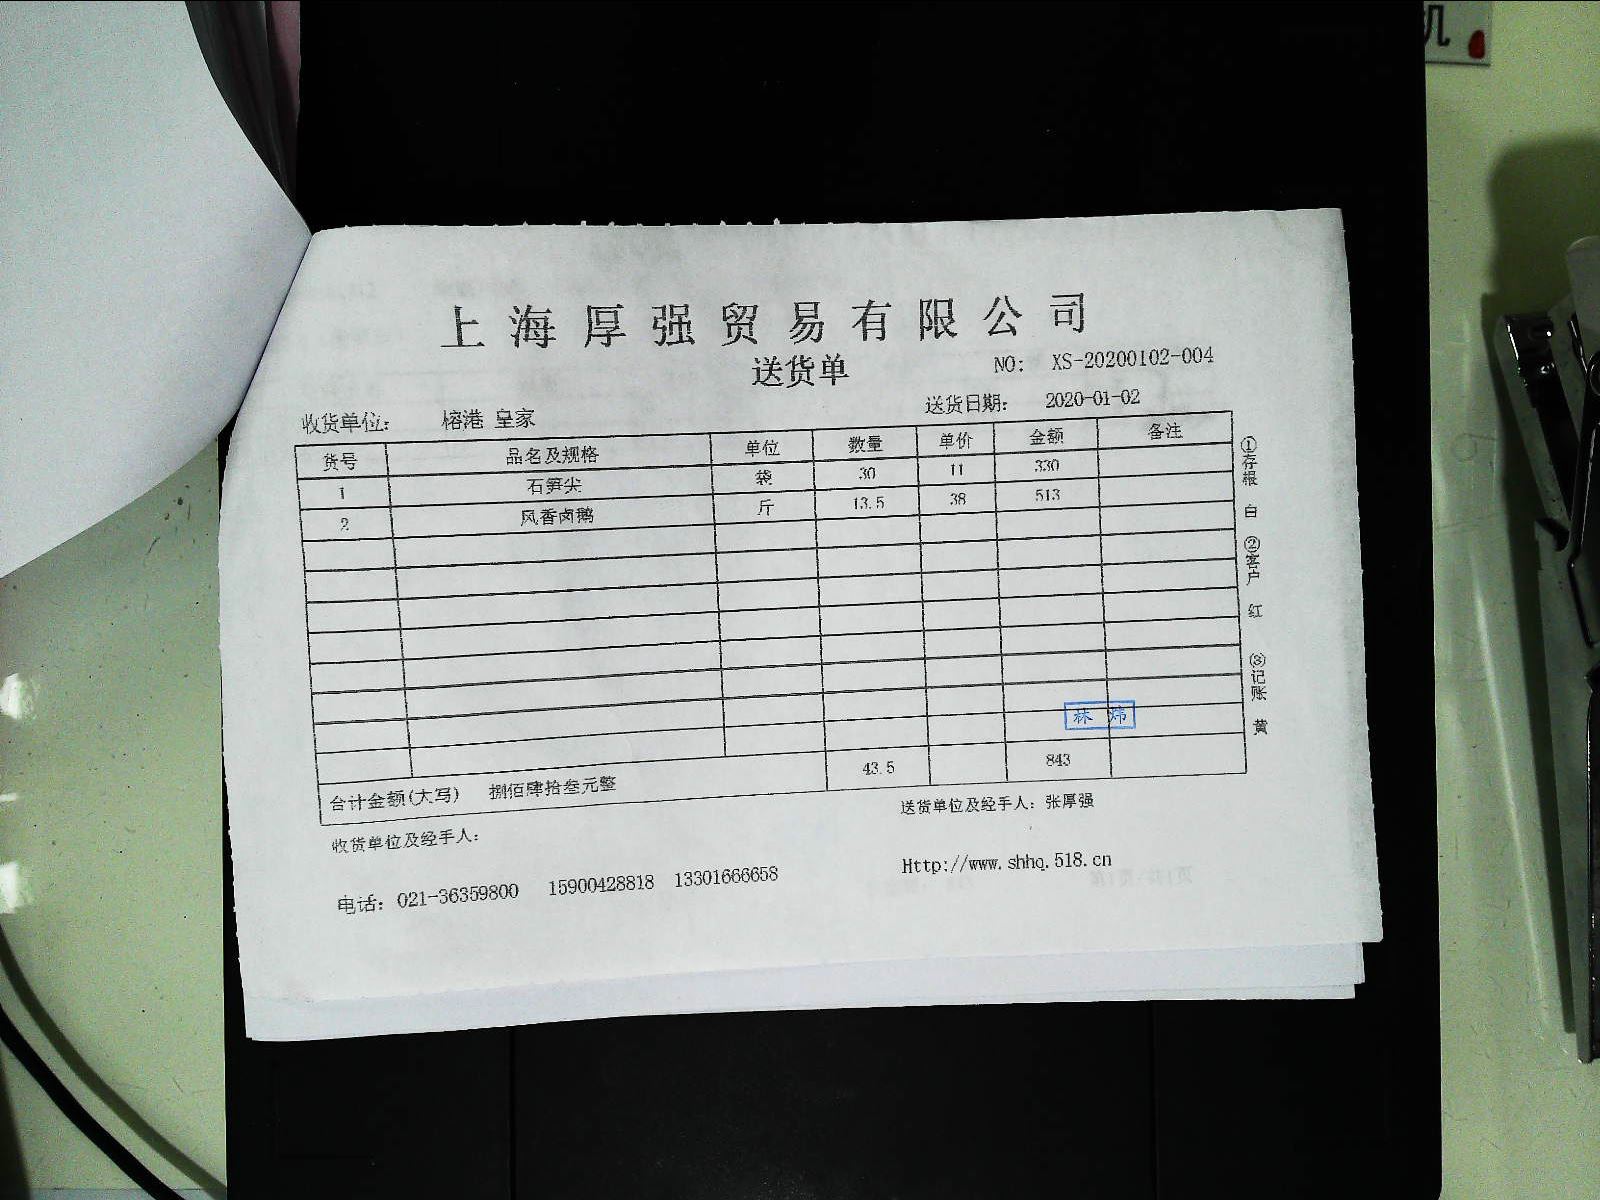 机
上海厚强贸易有限公司
送货单
NO: XS-20200102-004
收货单位: 榕港 皇家
送货日期: 2020-01-02
货号 品名及规格 单位 数量 单价 金额 备注
1 石笋尖 袋 30 11 330
2 风香卤鹅 斤 13.5 38 513
林 炜
合计金额(大写) 捌佰肆拾叁元整 43.5 843
收货单位及经手人:
送货单位及经手人: 张厚强
电话: 021-36359800 15900428818 13301666658
Http://www.shhq.518.cn
①存根 白 ②客户 红 ③记账 黄